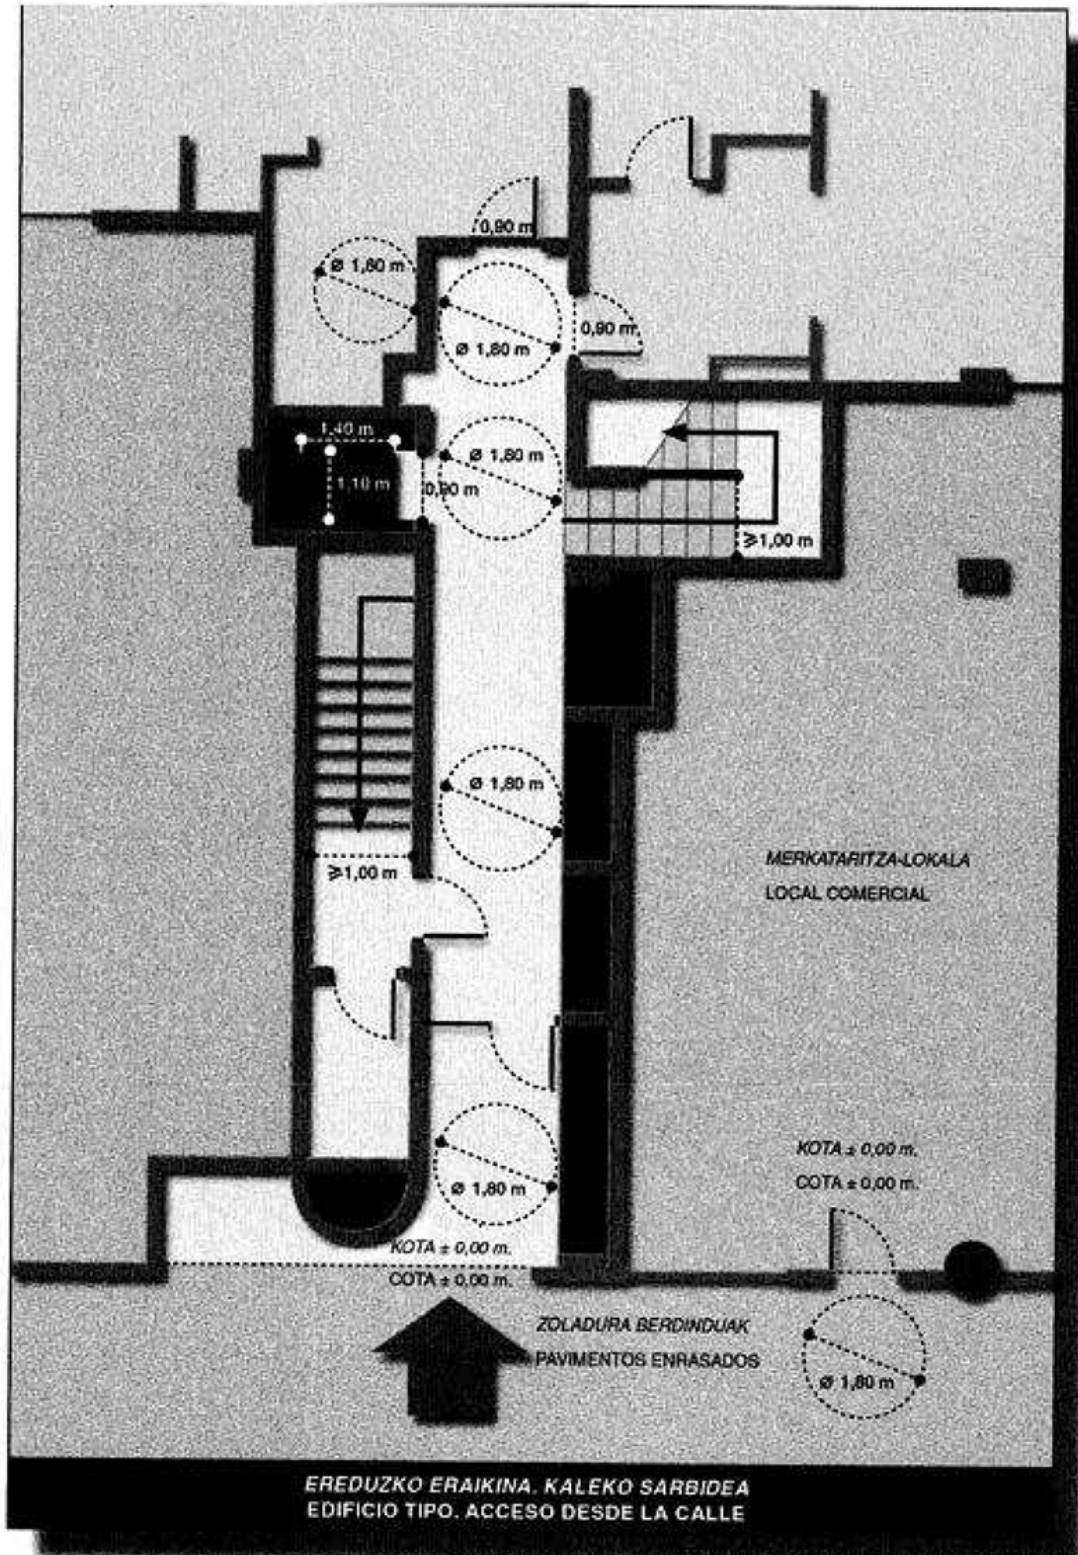 0,90 m
Ø 1,80 m
0,90 m
Ø 1,80 m
1,40 m
Ø 1,80 m
1,10 m
0,90 m
⩾1,00 m
Ø 1,80 m
⩾1,00 m
MERKATARITZA-LOKALA
LOCAL COMERCIAL
KOTA ± 0,00 m.
COTA ± 0,00 m.
Ø 1,80 m
KOTA ± 0,00 m.
COTA ± 0,00 m.
ZOLADURA BERDINDUAK
PAVIMENTOS ENRASADOS
Ø 1,80 m
EREDUZKO ERAIKINA. KALEKO SARBIDEA
EDIFICIO TIPO. ACCESO DESDE LA CALLE